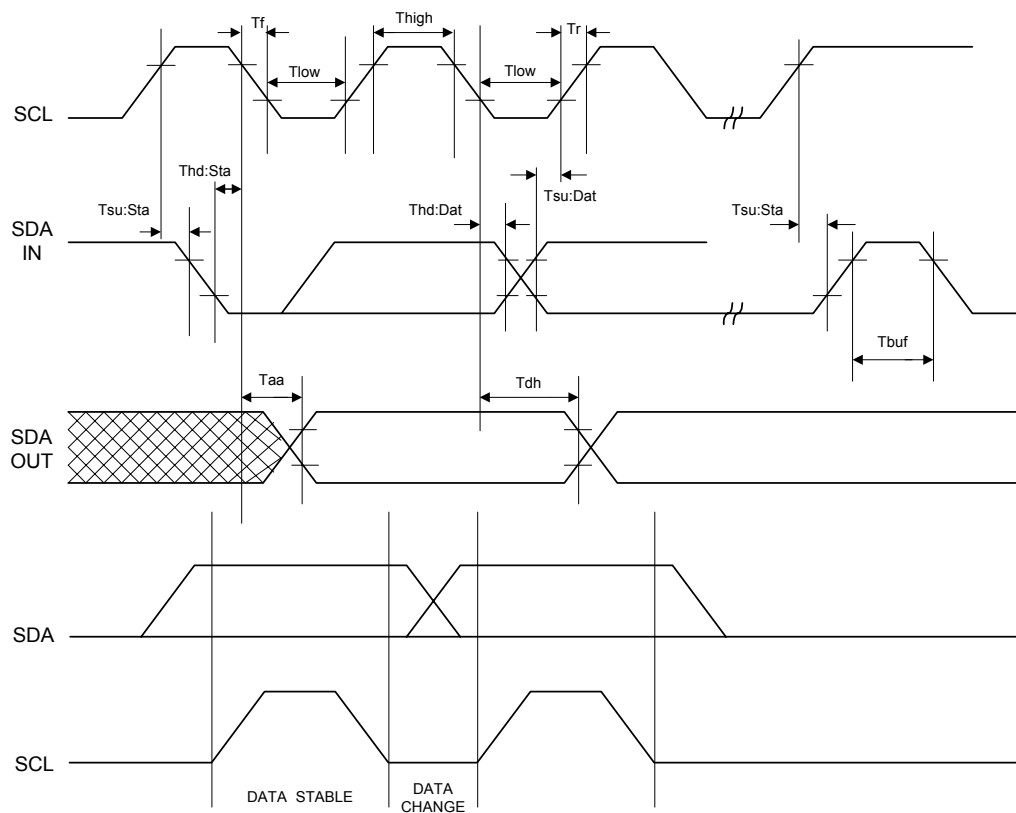 Tf
Thigh
Tr
Tlow
Tlow
SCL
Thd:Sta
Tsu:Sta
Thd:Dat
Tsu:Dat
Tsu:Sta
SDA
IN
Tbuf
Taa
Tdh
SDA
OUT
SDA
SCL
DATA STABLE
DATA
CHANGE